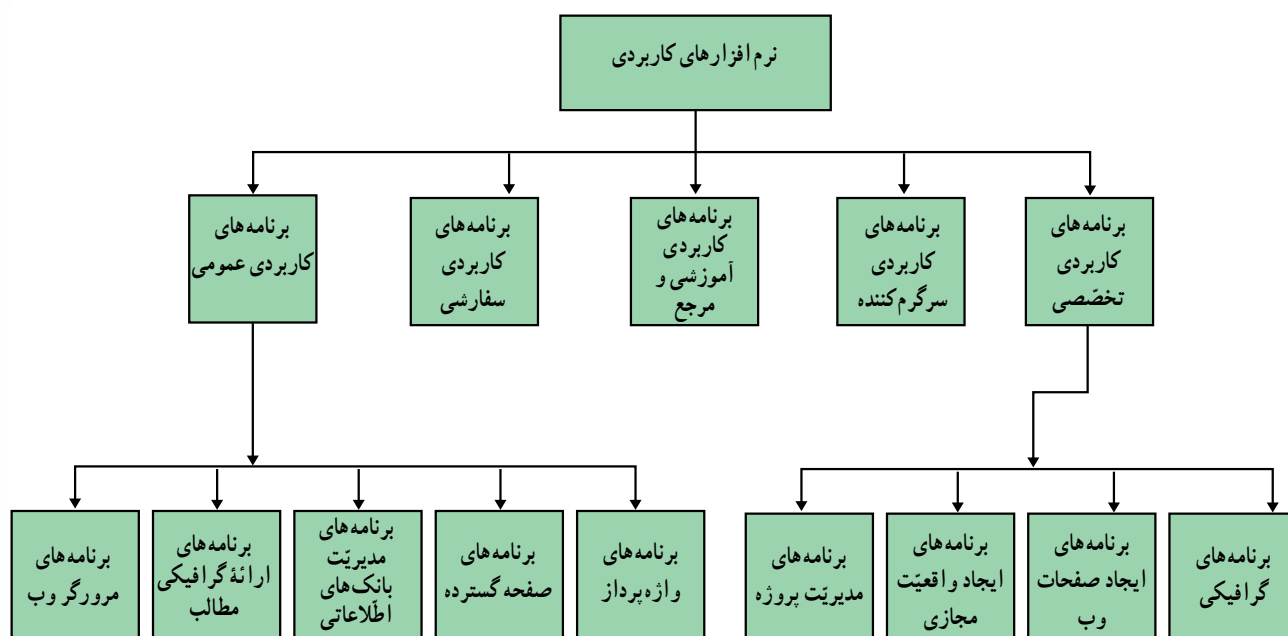 نرم افزارهای کاربردی
برنامه‌های
کاربردی
تخصّصی
برنامه‌های
کاربردی
سرگرم‌کننده
برنامه‌های
کاربردی
آموزشی و
مرجع
برنامه‌های
کاربردی
سفارشی
برنامه‌های
کاربردی عمومی
برنامه‌های
گرافیکی
برنامه‌های
ایجاد صفحات
وب
برنامه‌های
ایجاد واقعیّت
مجازی
برنامه‌های
مدیریّت پروژه
برنامه‌های
واژه‌پرداز
برنامه‌های
صفحه گسترده
برنامه‌های
مدیریّت
بانک‌های
اطّلاعاتی
برنامه‌های
ارائهٔ گرافیکی
مطالب
برنامه‌های
مرورگر وب